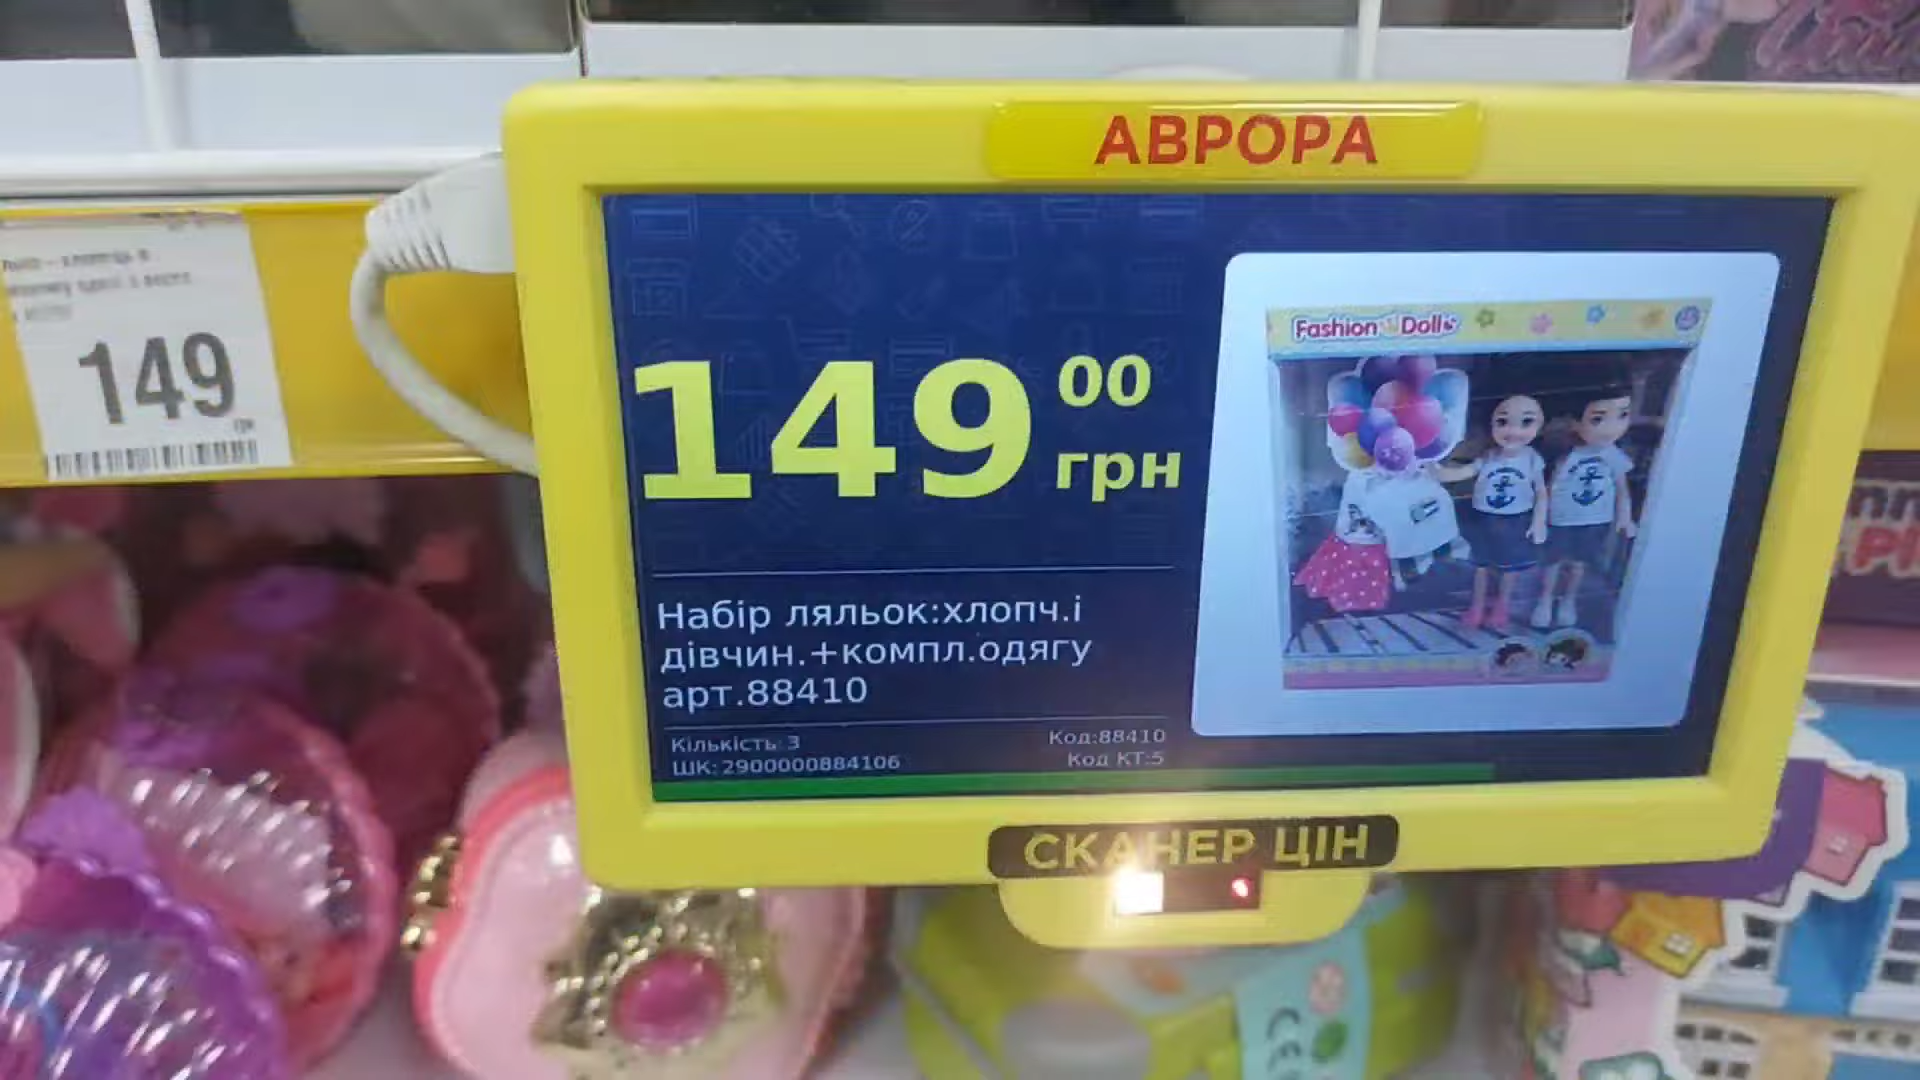 АВРОРА
149
грн
149 00
грн
Fashion Doll
Набір ляльок:хлопч.і
дівчин.+компл.одягу
арт.88410
Кількість: 3
Код:88410
ШК: 2900000884106
Код КТ:5
СКАНЕР ЦІН